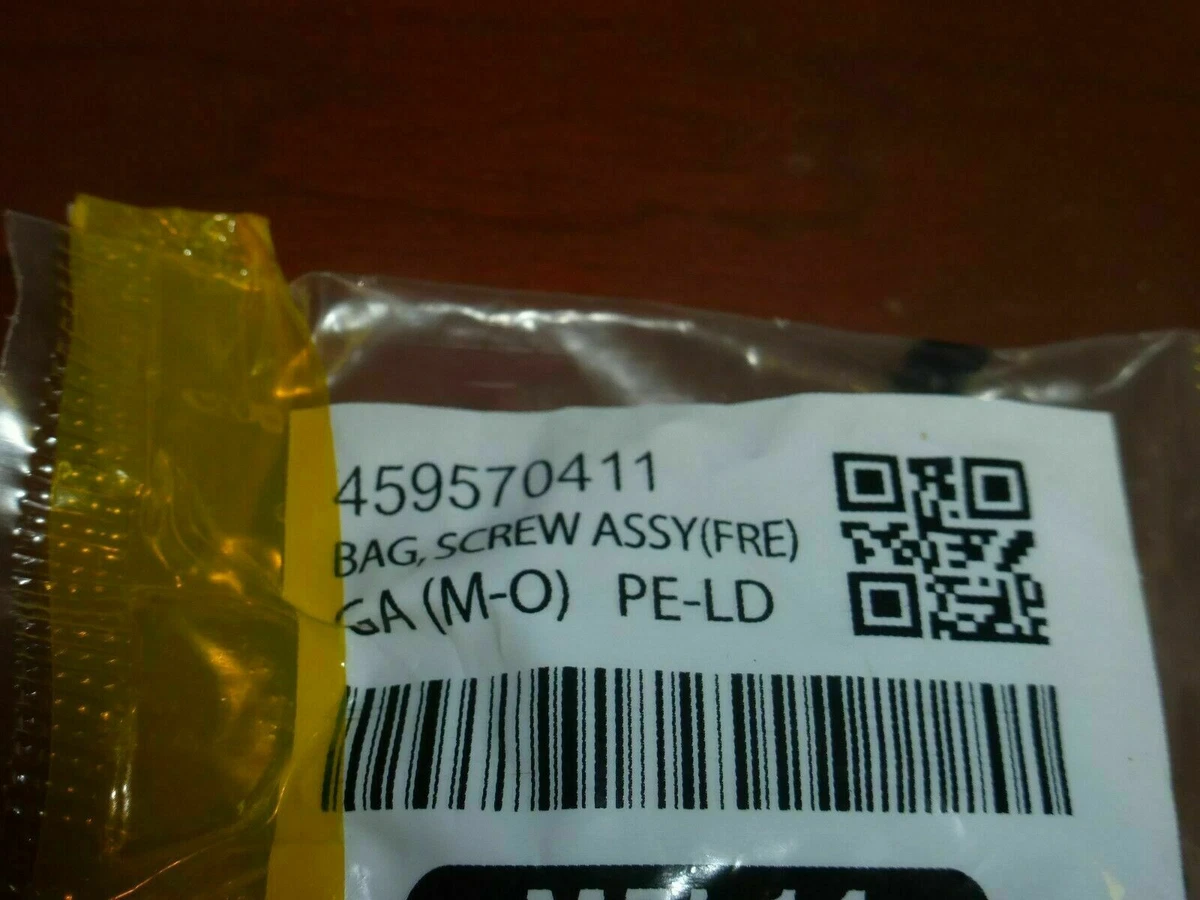 459570411
BAG, SCREW ASSY(FRE)
GA (M-O) PE-LD